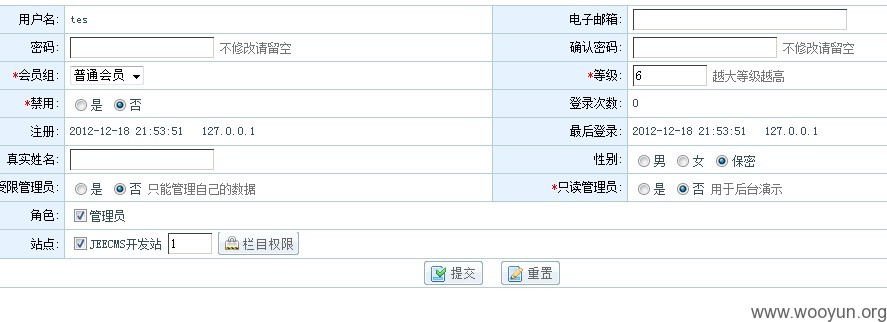 用户名: tes 电子邮箱:
密码: 不修改请留空 确认密码: 不修改请留空
*会员组: 普通会员 *等级: 6 越大等级越高
*禁用: 是 否 登录次数: 0
注册: 2012-12-18 21:53:51 127.0.0.1 最后登录: 2012-12-18 21:53:51 127.0.0.1
真实姓名: 性别: 男 女 保密
受限管理员: 是 否 只能管理自己的数据 *只读管理员: 是 否 用于后台演示
角色: 管理员
站点: JEECMS开发站 1 栏目权限
提交 重置
www.wooyun.org